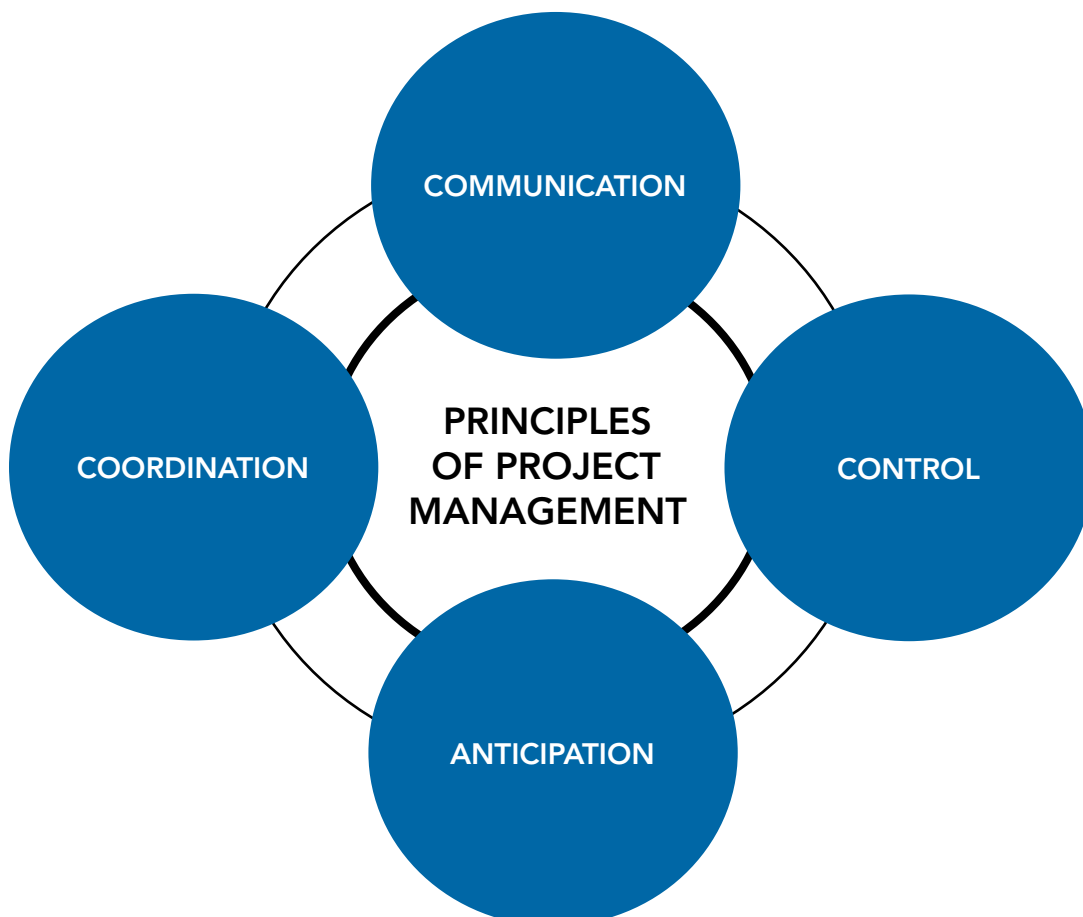 COMMUNICATION
COORDINATION
PRINCIPLES
OF PROJECT
MANAGEMENT
CONTROL
ANTICIPATION